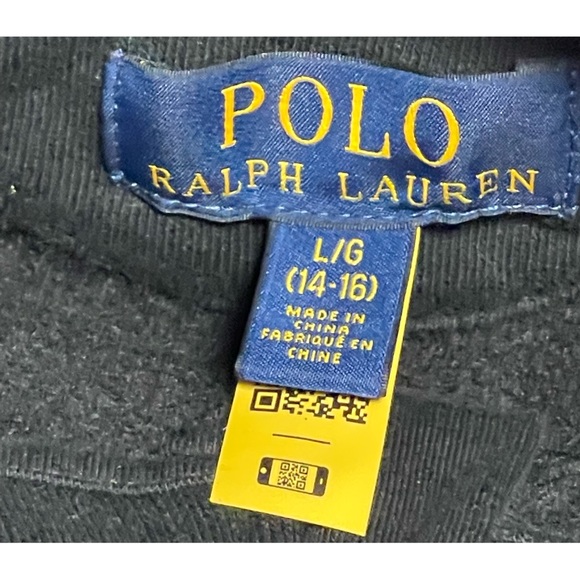 POLO
RALPH LAUREN
L/G
(14-16)
MADE IN
CHINA
FABRIQUÉ EN
CHINE